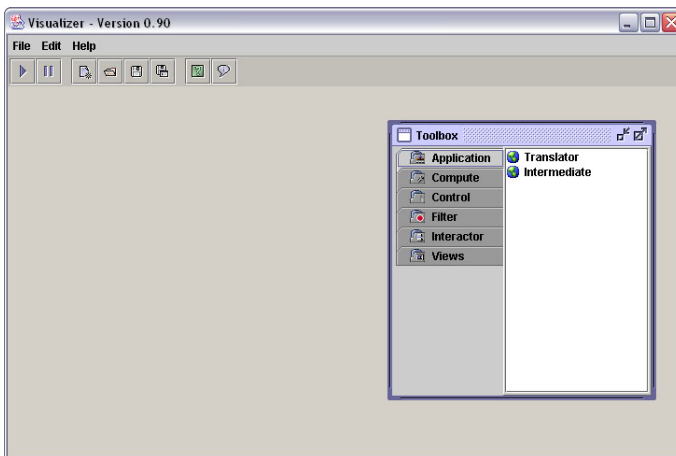 Visualizer - Version 0.90
File Edit Help
Toolbox
Application
Compute
Control
Filter
Interactor
Views
Translator
Intermediate